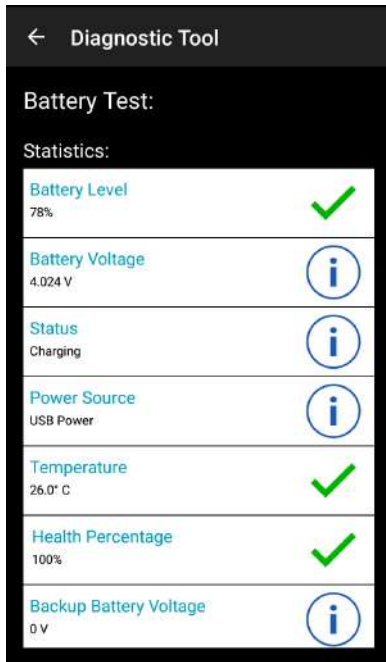 Diagnostic Tool
Battery Test:
Statistics:
Battery Level
78%
Battery Voltage
4.024 V
Status
Charging
Power Source
USB Power
Temperature
26.0° C
Health Percentage
100%
Backup Battery Voltage
0 V